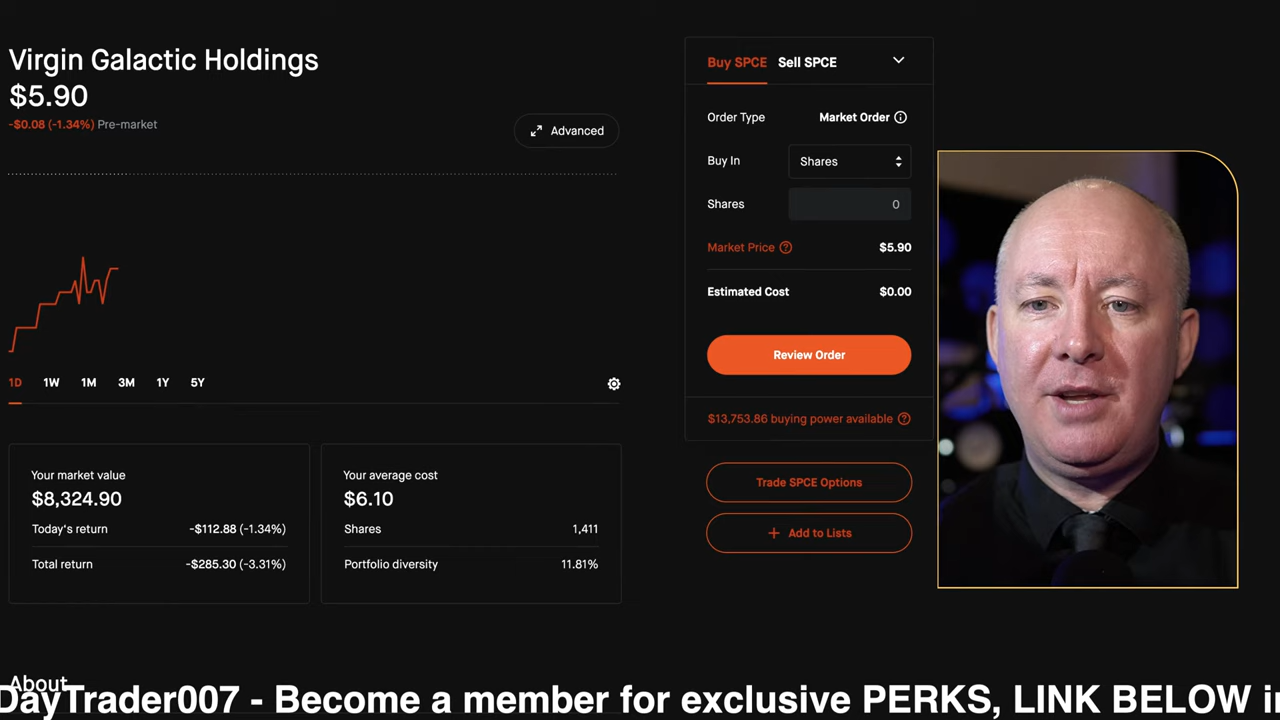 Virgin Galactic Holdings
$5.90
-$0.08 (-1.34%) Pre-market
Advanced
1D 1W 1M 3M 1Y 5Y
Your market value
$8,324.90
Today's return -$112.88 (-1.34%)
Total return -$285.30 (-3.31%)
Your average cost
$6.10
Shares 1,411
Portfolio diversity 11.81%
Buy SPCE Sell SPCE
Order Type Market Order
Buy In Shares
Shares 0
Market Price $5.90
Estimated Cost $0.00
Review Order
$13,753.86 buying power available
Trade SPCE Options
+ Add to Lists
About
DayTrader007 - Become a member for exclusive PERKS, LINK BELOW in